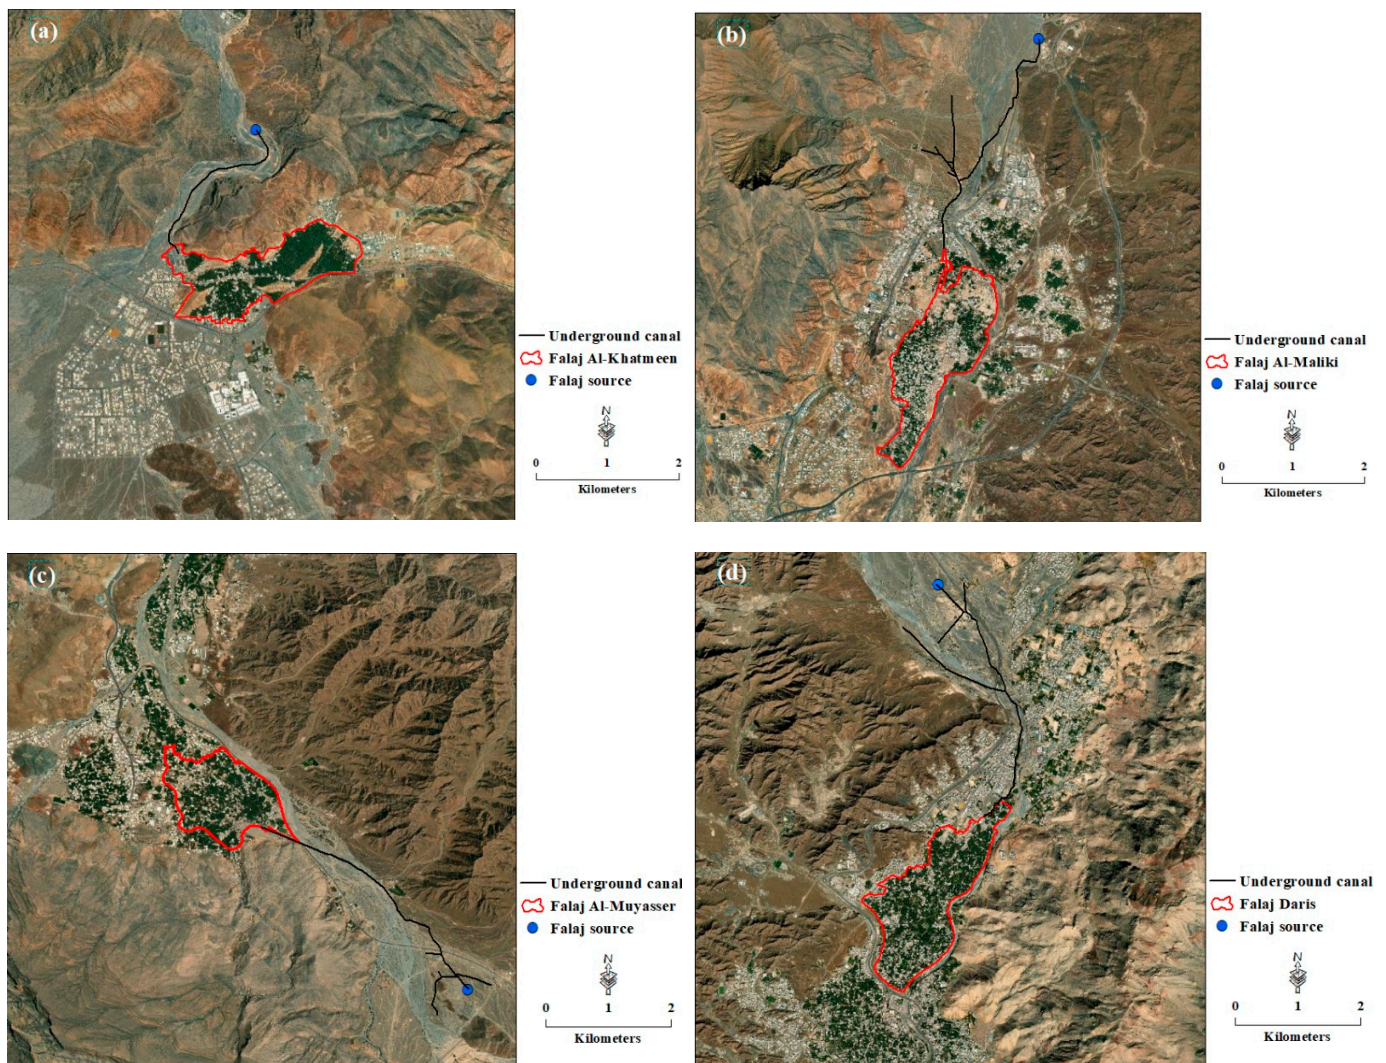 (a)
Underground canal
Falaj Al-Khatmeen
Falaj source
N
0 1 2
Kilometers
(b)
Underground canal
Falaj Al-Maliki
Falaj source
N
0 1 2
Kilometers
(c)
Underground canal
Falaj Al-Muyasser
Falaj source
N
0 1 2
Kilometers
(d)
Underground canal
Falaj Daris
Falaj source
N
0 1 2
Kilometers